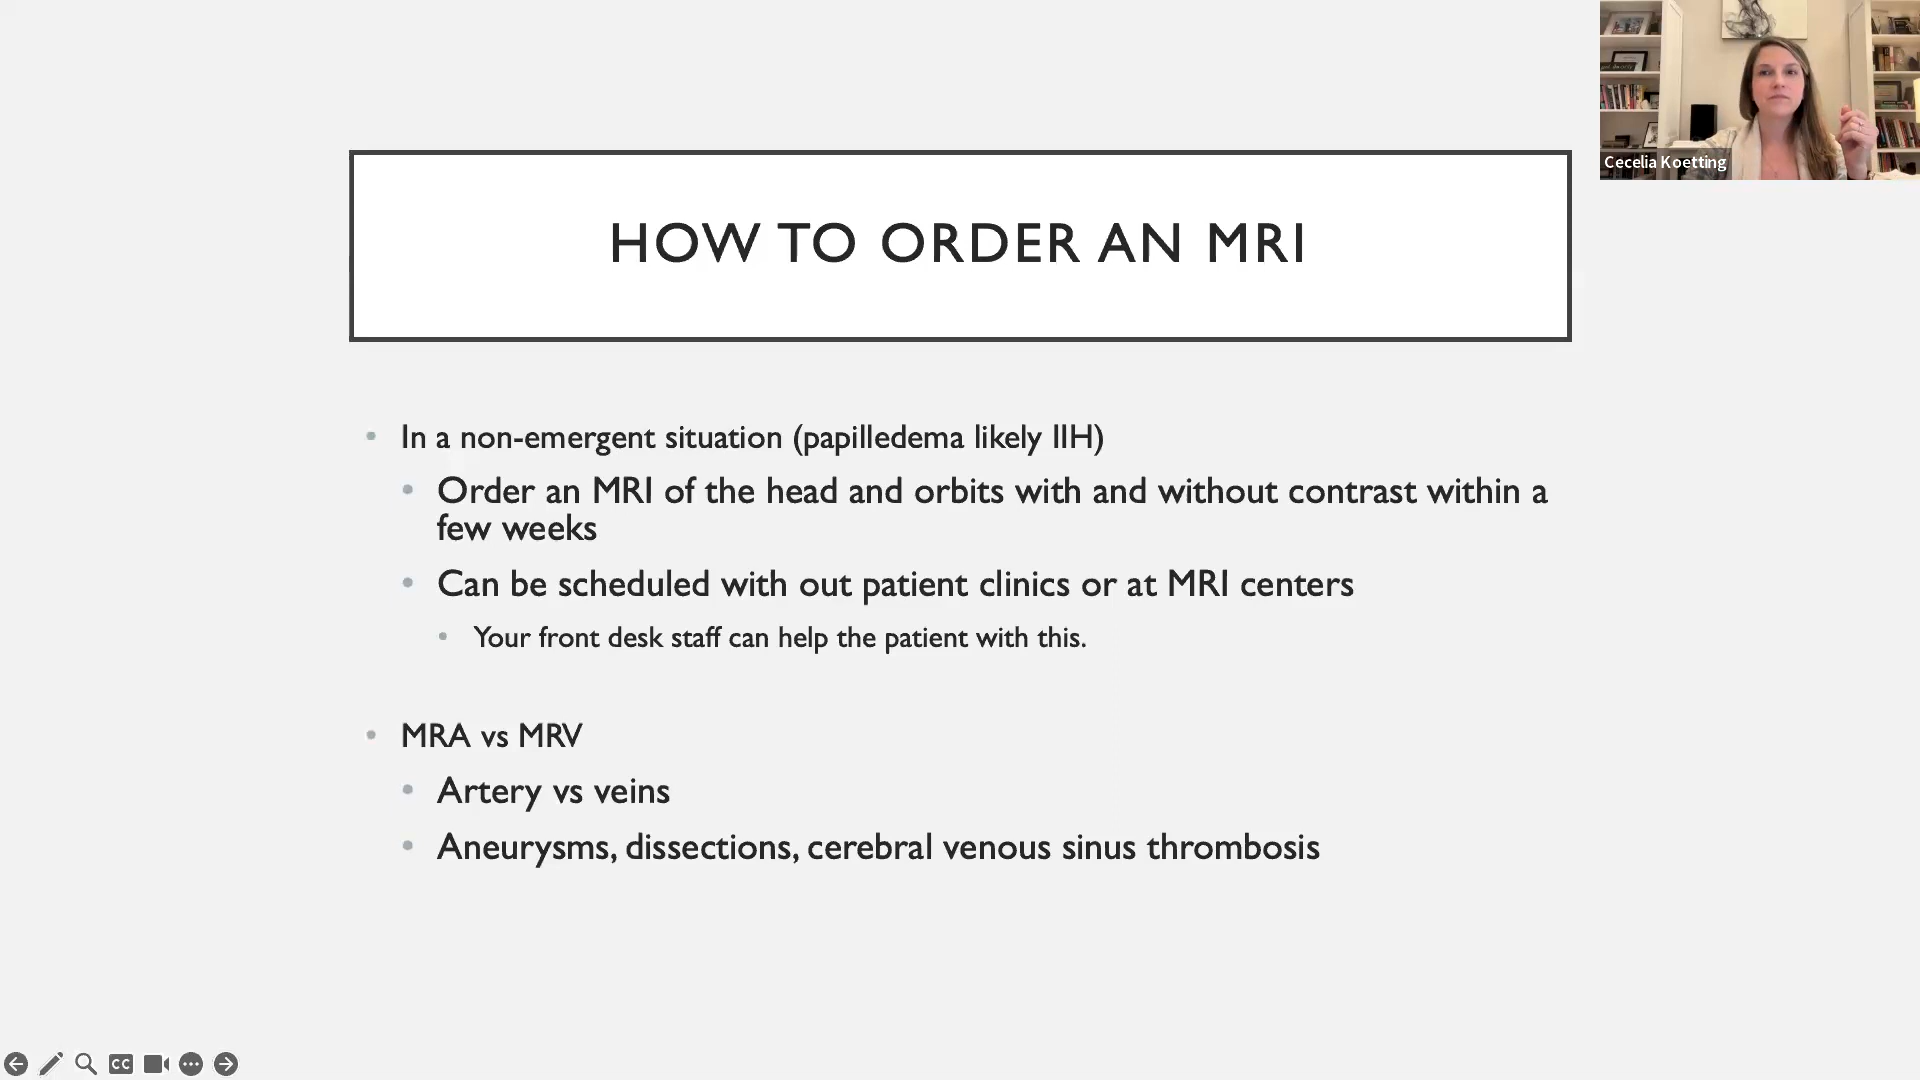 Cecelia Koetting
HOW TO ORDER AN MRI
In a non-emergent situation (papilledema likely IIH)
Order an MRI of the head and orbits with and without contrast within a
few weeks
Can be scheduled with out patient clinics or at MRI centers
Your front desk staff can help the patient with this.
MRA vs MRV
Artery vs veins
Aneurysms, dissections, cerebral venous sinus thrombosis
CC